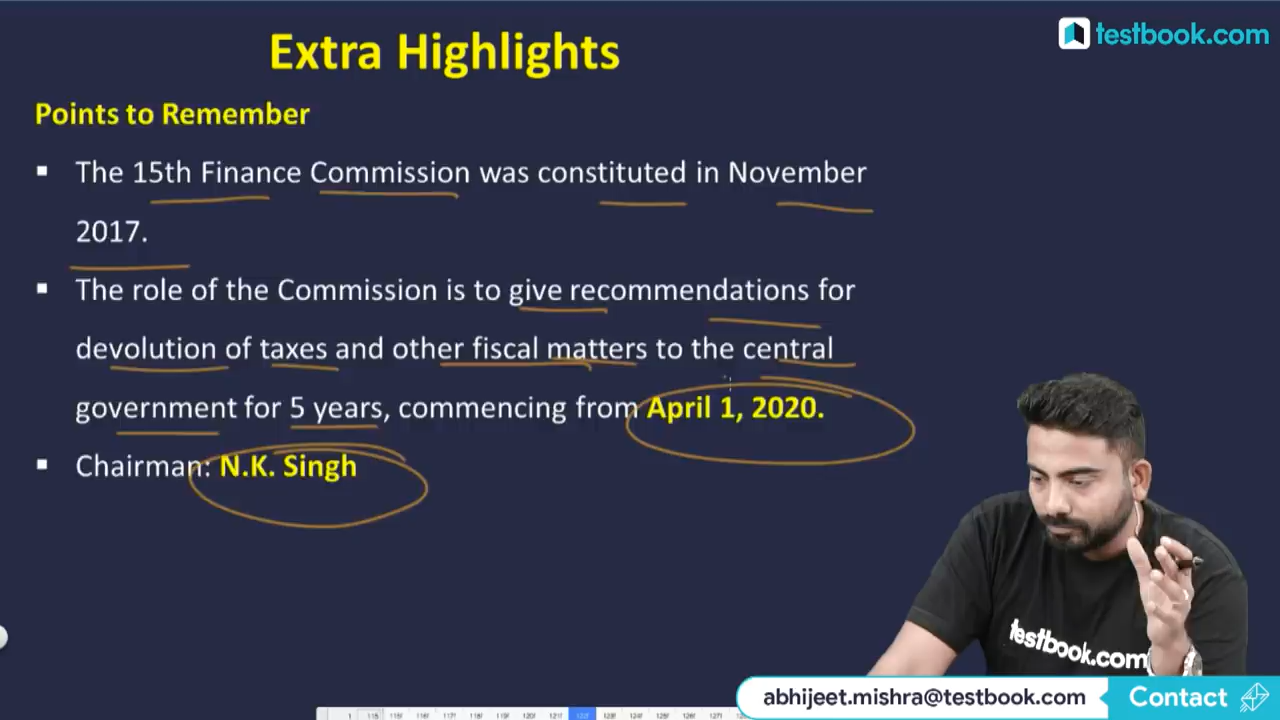 Extra Highlights
testbook.com
Points to Remember
▪ The 15th Finance Commission was constituted in November
2017.
▪ The role of the Commission is to give recommendations for
devolution of taxes and other fiscal matters to the central
government for 5 years, commencing from April 1, 2020.
▪ Chairman: N.K. Singh
testbook.com
abhijeet.mishra@testbook.com Contact